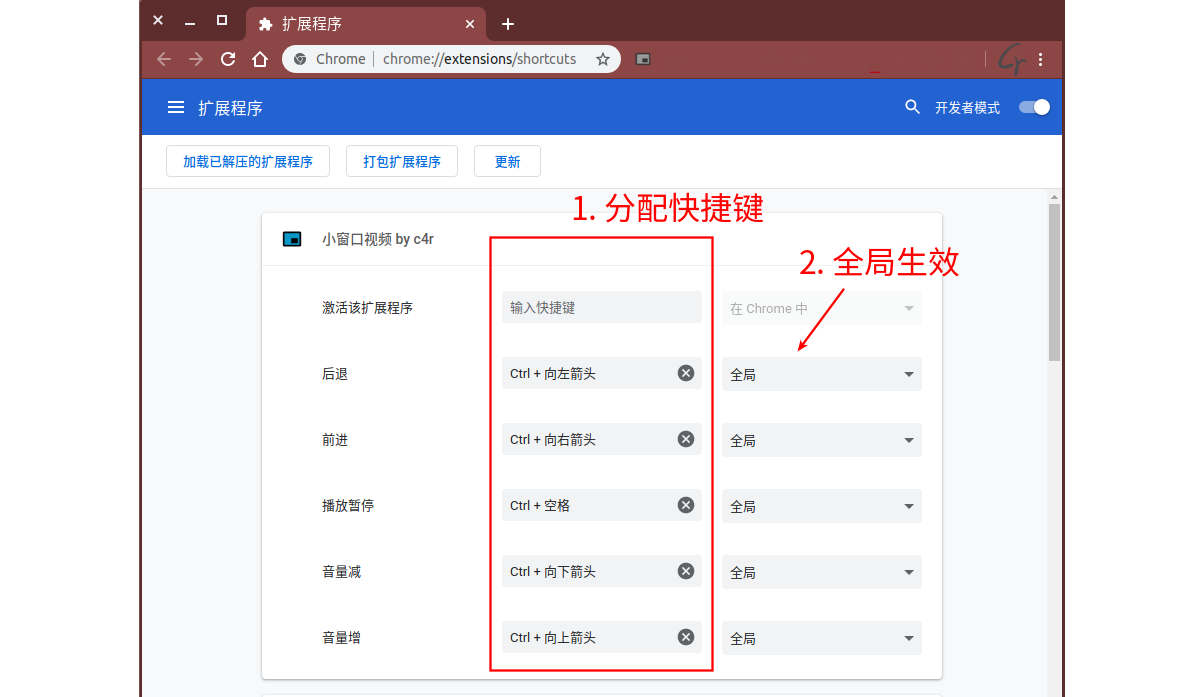 扩展程序
Chrome chrome://extensions/shortcuts
扩展程序 开发者模式
加载已解压的扩展程序 打包扩展程序 更新
1. 分配快捷键
小窗口视频 by c4r
2. 全局生效
激活该扩展程序 输入快捷键 在 Chrome 中
后退 Ctrl + 向左箭头 全局
前进 Ctrl + 向右箭头 全局
播放暂停 Ctrl + 空格 全局
音量减 Ctrl + 向下箭头 全局
音量增 Ctrl + 向上箭头 全局